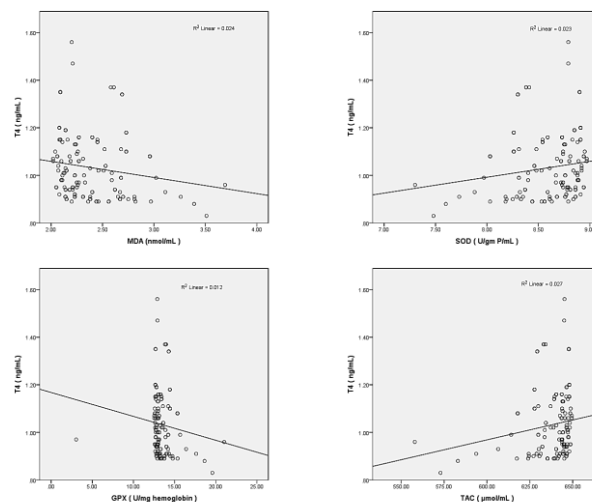 R² Linear = 0.024
T4 ( ng/mL)
1.60
1.40
1.20
1.00
.80
2.00 2.50 3.00 3.50 4.00
MDA (nmol/mL )
R² Linear = 0.023
T4 ( ng/mL)
1.60
1.40
1.20
1.00
.80
7.00 7.50 8.00 8.50 9.00
SOD ( U/gm P/mL)
R² Linear = 0.012
T4 ( ng/mL)
1.60
1.40
1.20
1.00
.80
.00 5.00 10.00 15.00 20.00 25.00
GPX ( U/mg hemoglobin )
R² Linear = 0.027
T4 ( ng/mL)
1.60
1.40
1.20
1.00
.80
550.00 575.00 600.00 625.00 650.00
TAC ( µmol/mL)